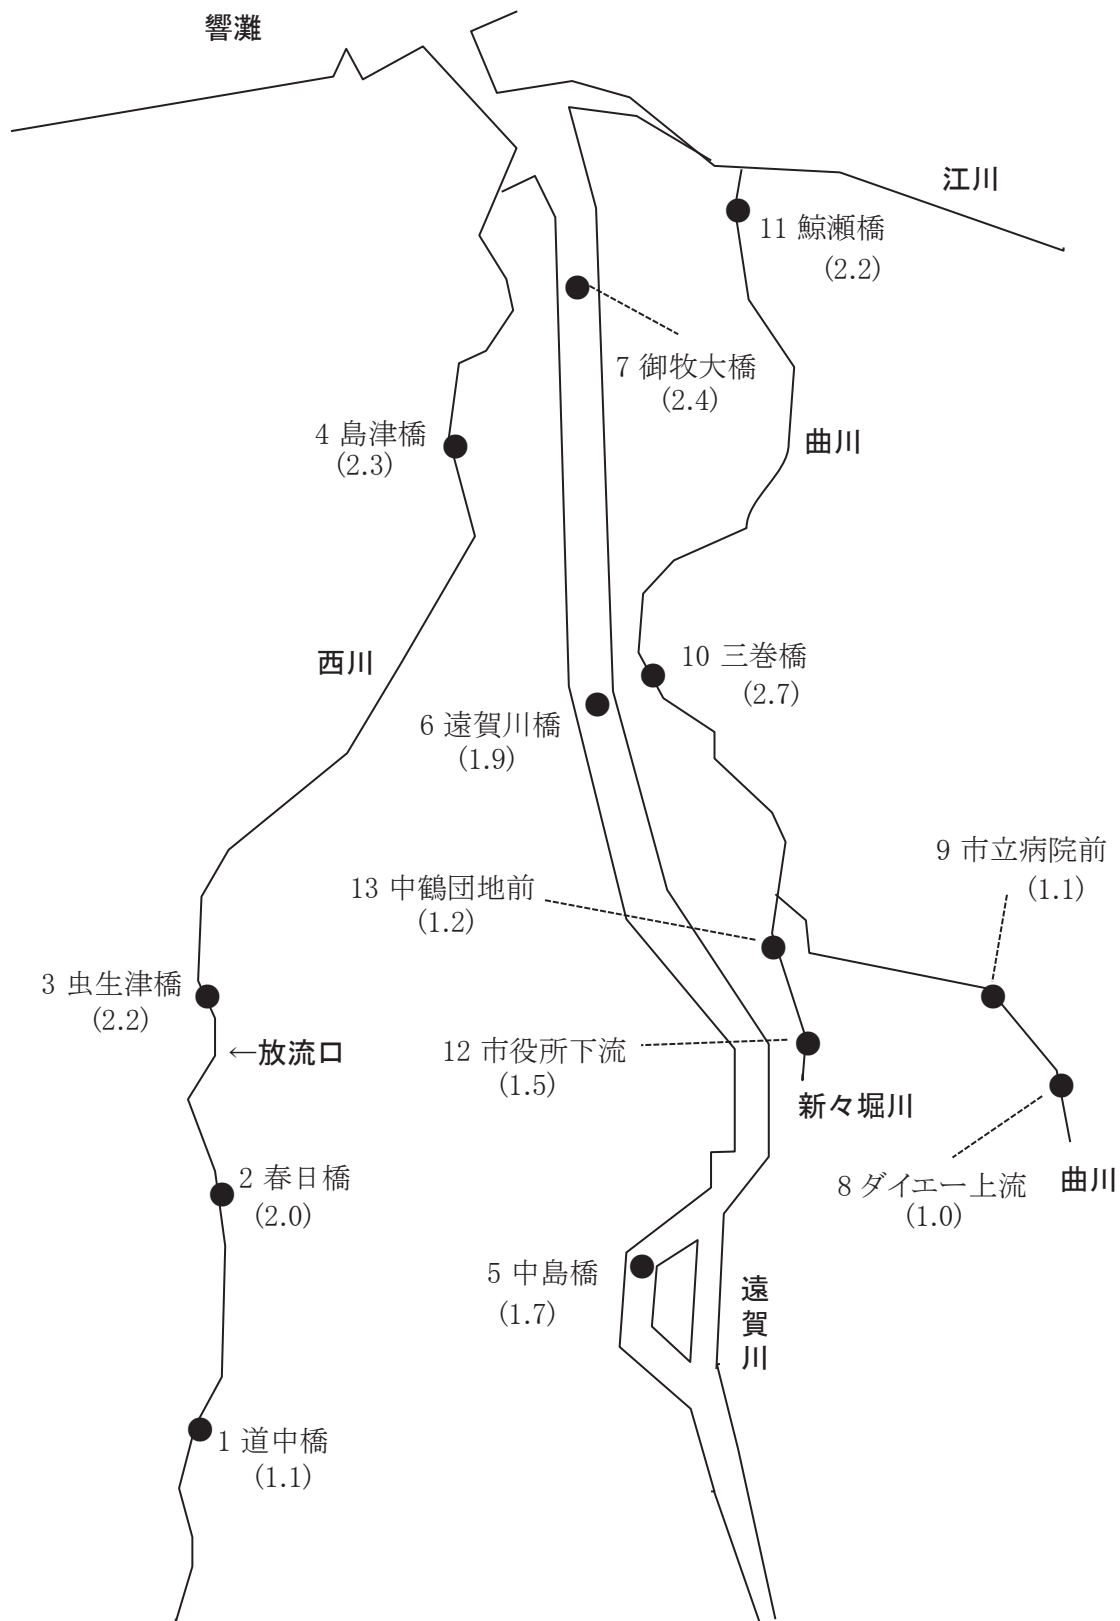 響灘
江川
11 鯨瀬橋
(2.2)
7 御牧大橋
(2.4)
4 島津橋
(2.3)
曲川
西川
10 三巻橋
(2.7)
6 遠賀川橋
(1.9)
9 市立病院前
(1.1)
13 中鶴団地前
(1.2)
3 虫生津橋
(2.2)
←放流口
12 市役所下流
(1.5)
新々堀川
2 春日橋
(2.0)
8 ダイエー上流
(1.0)
曲川
5 中島橋
(1.7)
遠賀川
1 道中橋
(1.1)